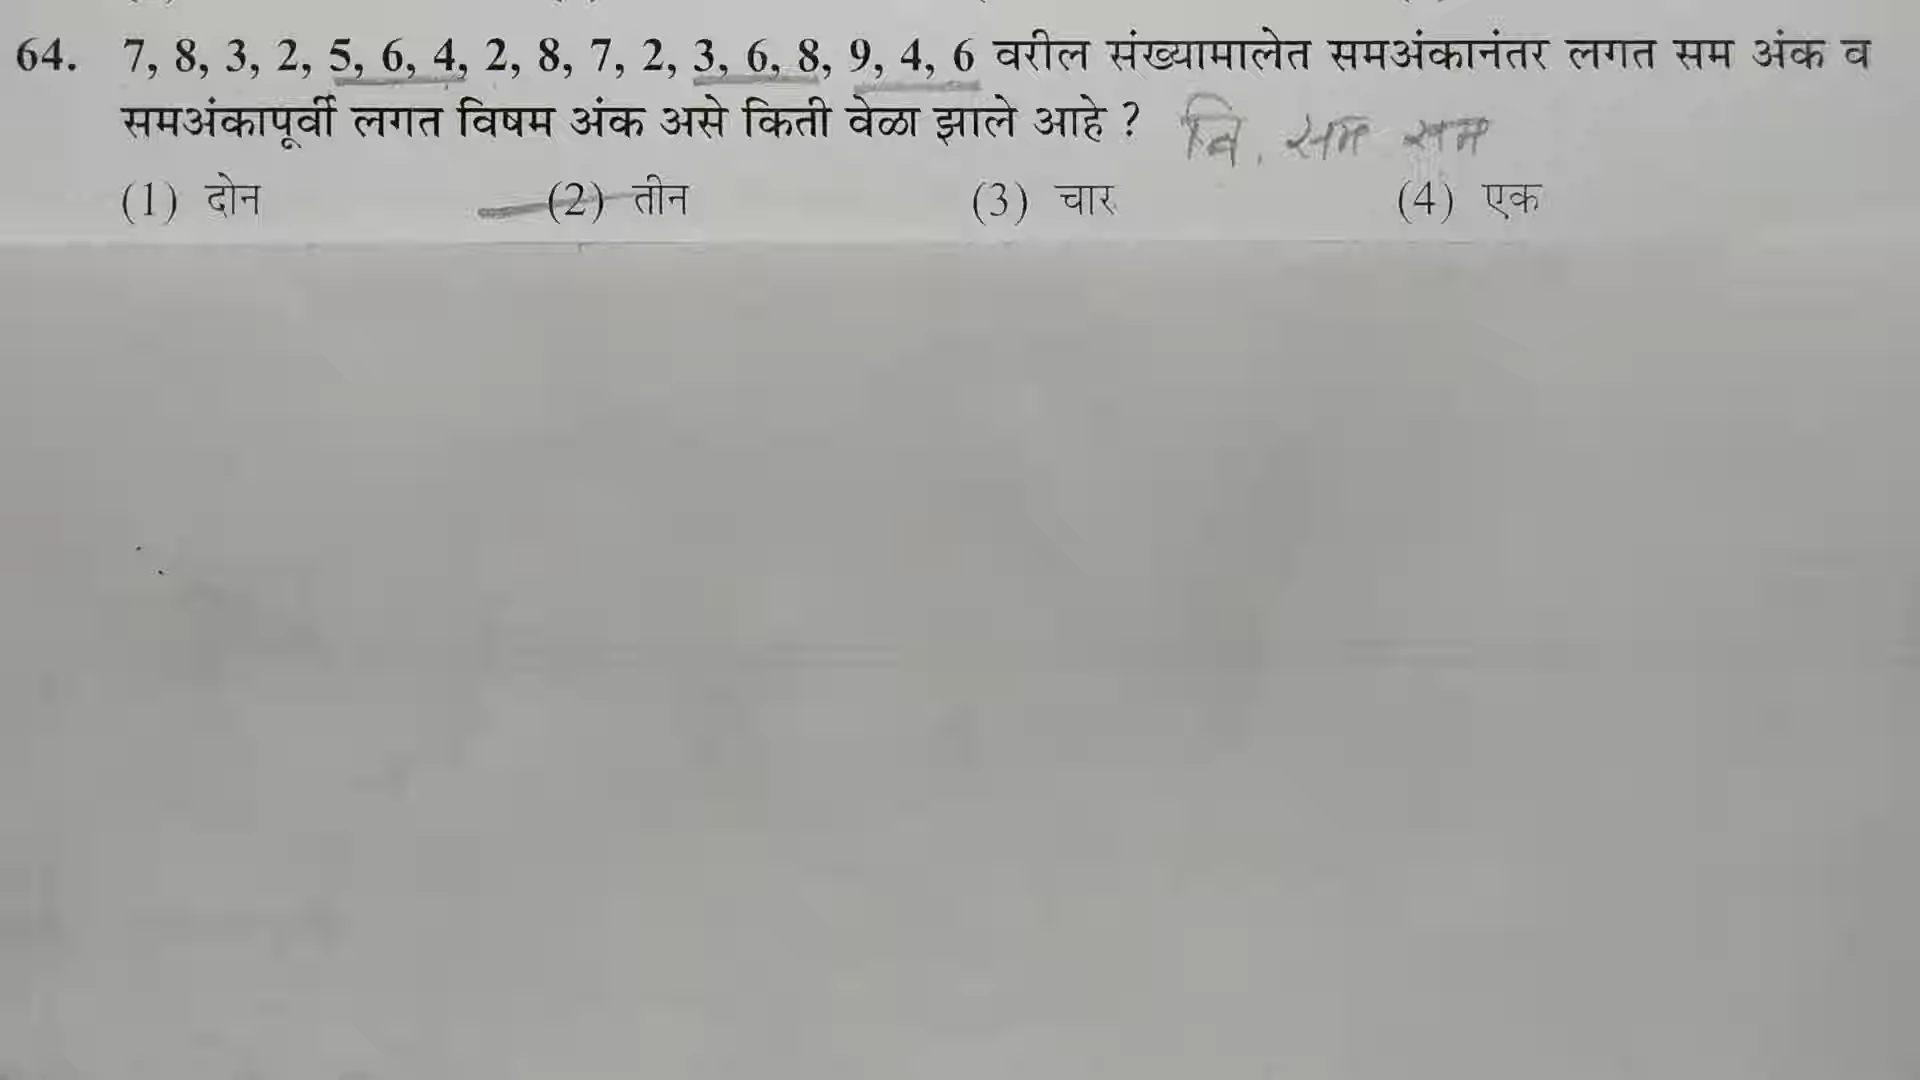 64. 7, 8, 3, 2, 5, 6, 4, 2, 8, 7, 2, 3, 6, 8, 9, 4, 6 वरील संख्यामालेत समअंकानंतर लगत सम अंक व
समअंकापूर्वी लगत विषम अंक असे किती वेळा झाले आहे ? वि. सम सम
(1) दोन (2) तीन (3) चार (4) एक